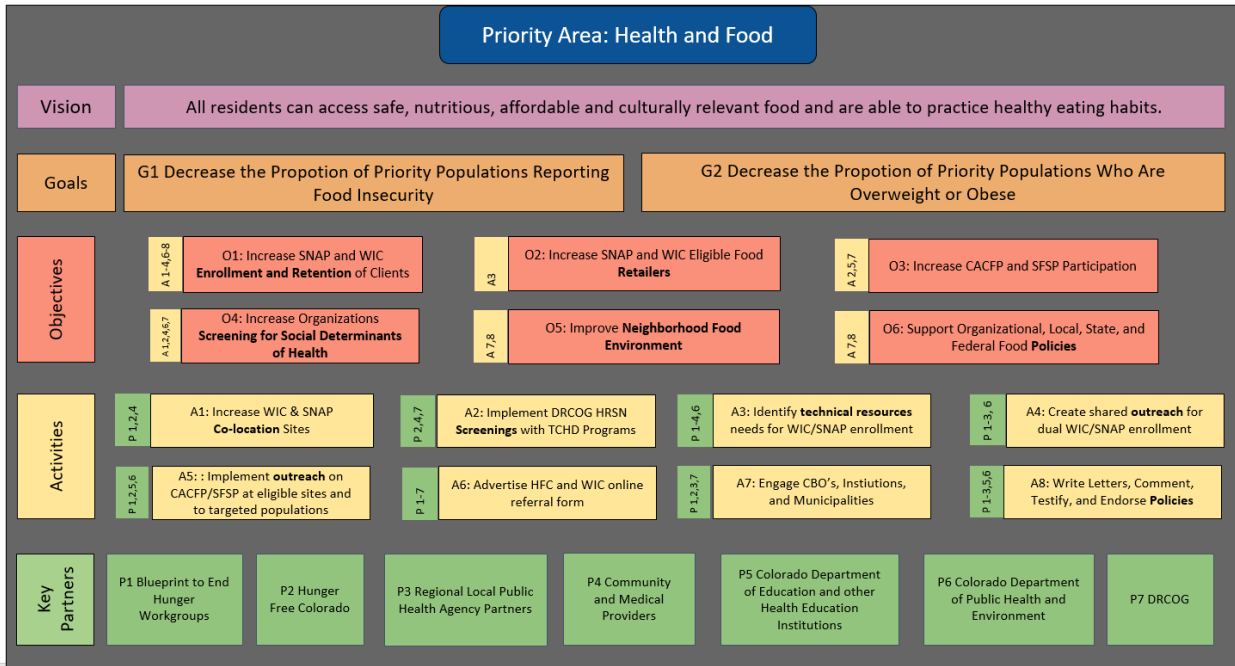 Priority Area: Health and Food
Vision
All residents can access safe, nutritious, affordable and culturally relevant food and are able to practice healthy eating habits.
Goals
G1 Decrease the Propotion of Priority Populations Reporting
Food Insecurity
G2 Decrease the Propotion of Priority Populations Who Are
Overweight or Obese
Objectives
A 1-4,6-8
O1: Increase SNAP and WIC
Enrollment and Retention of Clients
A3
O2: Increase SNAP and WIC Eligible Food
Retailers
A 2,5,7
O3: Increase CACFP and SFSP Participation
A 1,2,4,6,7
O4: Increase Organizations
Screening for Social Determinants
of Health
A 7,8
O5: Improve Neighborhood Food
Environment
A 7,8
O6: Support Organizational, Local, State, and
Federal Food Policies
Activities
P 1,2,4
A1: Increase WIC & SNAP
Co-location Sites
P 2,4,7
A2: Implement DRCOG HRSN
Screenings with TCHD Programs
P 1-4,6
A3: Identify technical resources
needs for WIC/SNAP enrollment
P 1-3, 6
A4: Create shared outreach for
dual WIC/SNAP enrollment
P 1,2,5,6
A5: : Implement outreach on
CACFP/SFSP at eligible sites and
to targeted populations
P 1-7
A6: Advertise HFC and WIC online
referral form
P 1,2,3,7
A7: Engage CBO's, Instiutions,
and Municipalities
P 1-3,5,6
A8: Write Letters, Comment,
Testify, and Endorse Policies
Key
Partners
P1 Blueprint to End
Hunger
Workgroups
P2 Hunger
Free Colorado
P3 Regional Local Public
Health Agency Partners
P4 Community
and Medical
Providers
P5 Colorado Department
of Education and other
Health Education
Institutions
P6 Colorado Department
of Public Health and
Environment
P7 DRCOG